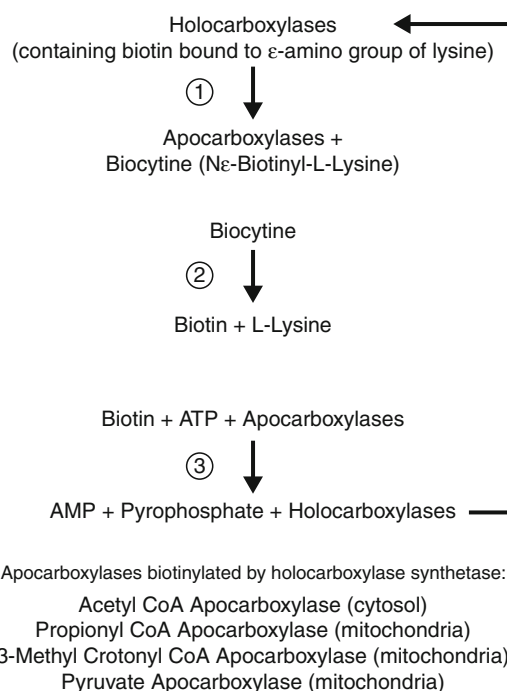 Holocarboxylases
(containing biotin bound to ε-amino group of lysine)
1
Apocarboxylases +
Biocytine (Nε-Biotinyl-L-Lysine)
Biocytine
2
Biotin + L-Lysine
Biotin + ATP + Apocarboxylases
3
AMP + Pyrophosphate + Holocarboxylases
Apocarboxylases biotinylated by holocarboxylase synthetase:
Acetyl CoA Apocarboxylase (cytosol)
Propionyl CoA Apocarboxylase (mitochondria)
3-Methyl Crotonyl CoA Apocarboxylase (mitochondria)
Pyruvate Apocarboxylase (mitochondria)